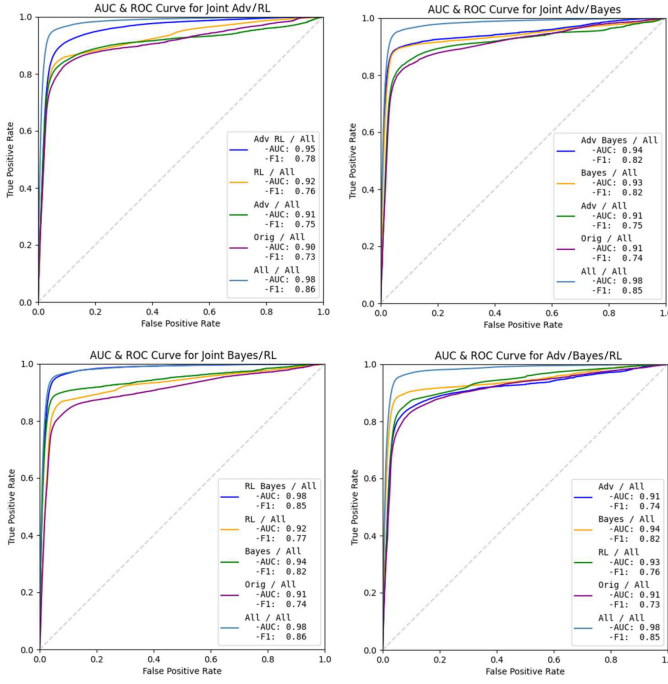 AUC & ROC Curve for Joint Adv/RL
True Positive Rate
1.0
0.8
0.6
0.4
0.2
0.0
Adv RL / All
-AUC: 0.95
-F1: 0.78
RL / All
-AUC: 0.92
-F1: 0.76
Adv / All
-AUC: 0.91
-F1: 0.75
Orig / All
-AUC: 0.90
-F1: 0.73
All / All
-AUC: 0.98
-F1: 0.86
0.0 0.2 0.4 0.6 0.8 1.0
False Positive Rate
AUC & ROC Curve for Joint Adv/Bayes
True Positive Rate
1.0
0.8
0.6
0.4
0.2
0.0
Adv Bayes / All
-AUC: 0.94
-F1: 0.82
Bayes / All
-AUC: 0.93
-F1: 0.82
Adv / All
-AUC: 0.91
-F1: 0.75
Orig / All
-AUC: 0.91
-F1: 0.74
All / All
-AUC: 0.98
-F1: 0.85
0.0 0.2 0.4 0.6 0.8 1.0
False Positive Rate
AUC & ROC Curve for Joint Bayes/RL
True Positive Rate
1.0
0.8
0.6
0.4
0.2
0.0
RL Bayes / All
-AUC: 0.98
-F1: 0.85
RL / All
-AUC: 0.92
-F1: 0.77
Bayes / All
-AUC: 0.94
-F1: 0.82
Orig / All
-AUC: 0.91
-F1: 0.74
All / All
-AUC: 0.98
-F1: 0.86
0.0 0.2 0.4 0.6 0.8 1.0
False Positive Rate
AUC & ROC Curve for Adv/Bayes/RL
True Positive Rate
1.0
0.8
0.6
0.4
0.2
0.0
Adv / All
-AUC: 0.91
-F1: 0.74
Bayes / All
-AUC: 0.94
-F1: 0.82
RL / All
-AUC: 0.93
-F1: 0.76
Orig / All
-AUC: 0.91
-F1: 0.73
All / All
-AUC: 0.98
-F1: 0.85
0.0 0.2 0.4 0.6 0.8 1.0
False Positive Rate